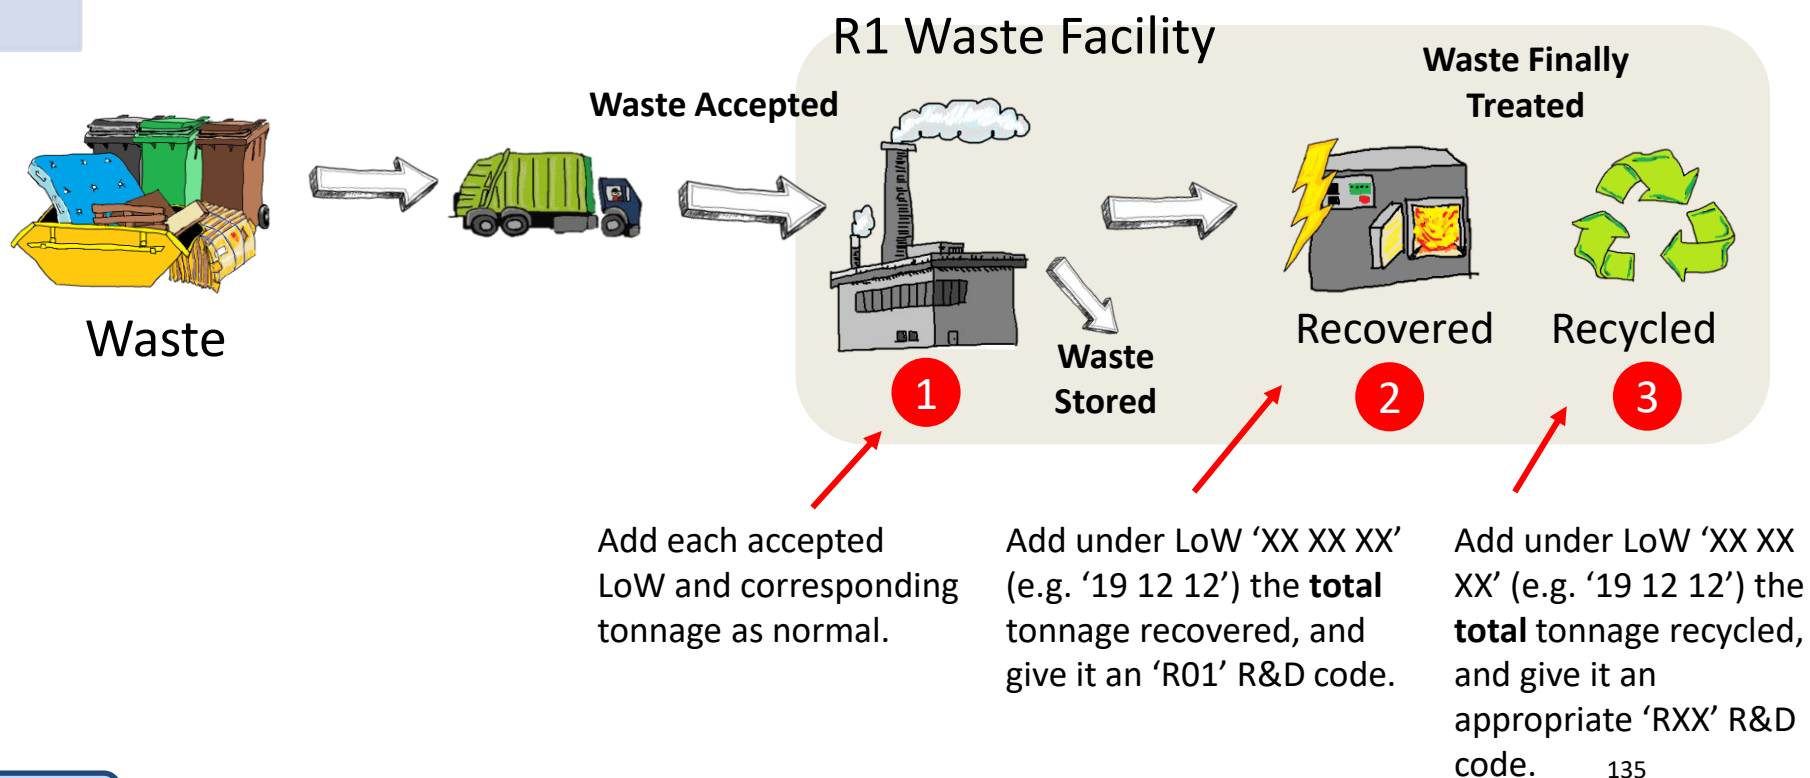 R1 Waste Facility
Waste Accepted
Waste Finally
Treated
Waste
Waste
Stored
Recovered
Recycled
1
2
3
Add each accepted
LoW and corresponding
tonnage as normal.
Add under LoW ‘XX XX XX’
(e.g. ‘19 12 12’) the total
tonnage recovered, and
give it an ‘R01’ R&D code.
Add under LoW ‘XX XX
XX’ (e.g. ‘19 12 12’) the
total tonnage recycled,
and give it an
appropriate ‘RXX’ R&D
code.
135